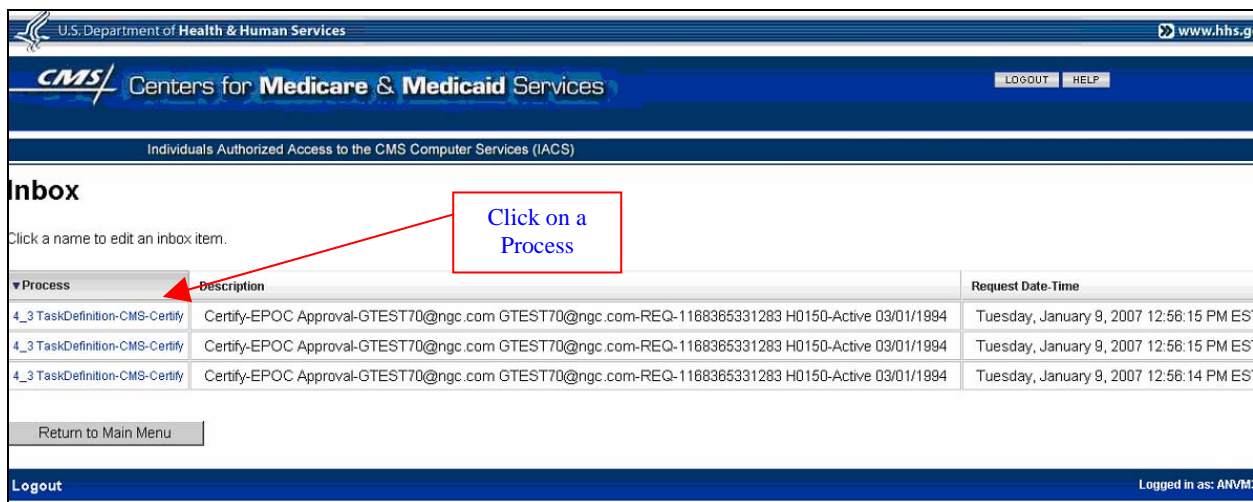 U.S. Department of Health & Human Services
www.hhs.g
CMS/ Centers for Medicare & Medicaid Services
LOGOUT HELP
Individuals Authorized Access to the CMS Computer Services (IACS)
Inbox
Click on a
Process
Click a name to edit an inbox item.
▼Process Description Request Date-Time
4_3 TaskDefinition-CMS-Certify Certify-EPOC Approval-GTEST70@ngc.com GTEST70@ngc.com-REQ-1168365331283 H0150-Active 03/01/1994 Tuesday, January 9, 2007 12:56:15 PM EST
4_3 TaskDefinition-CMS-Certify Certify-EPOC Approval-GTEST70@ngc.com GTEST70@ngc.com-REQ-1168365331283 H0150-Active 03/01/1994 Tuesday, January 9, 2007 12:56:15 PM EST
4_3 TaskDefinition-CMS-Certify Certify-EPOC Approval-GTEST70@ngc.com GTEST70@ngc.com-REQ-1168365331283 H0150-Active 03/01/1994 Tuesday, January 9, 2007 12:56:14 PM EST
Return to Main Menu
Logout Logged in as: ANVM